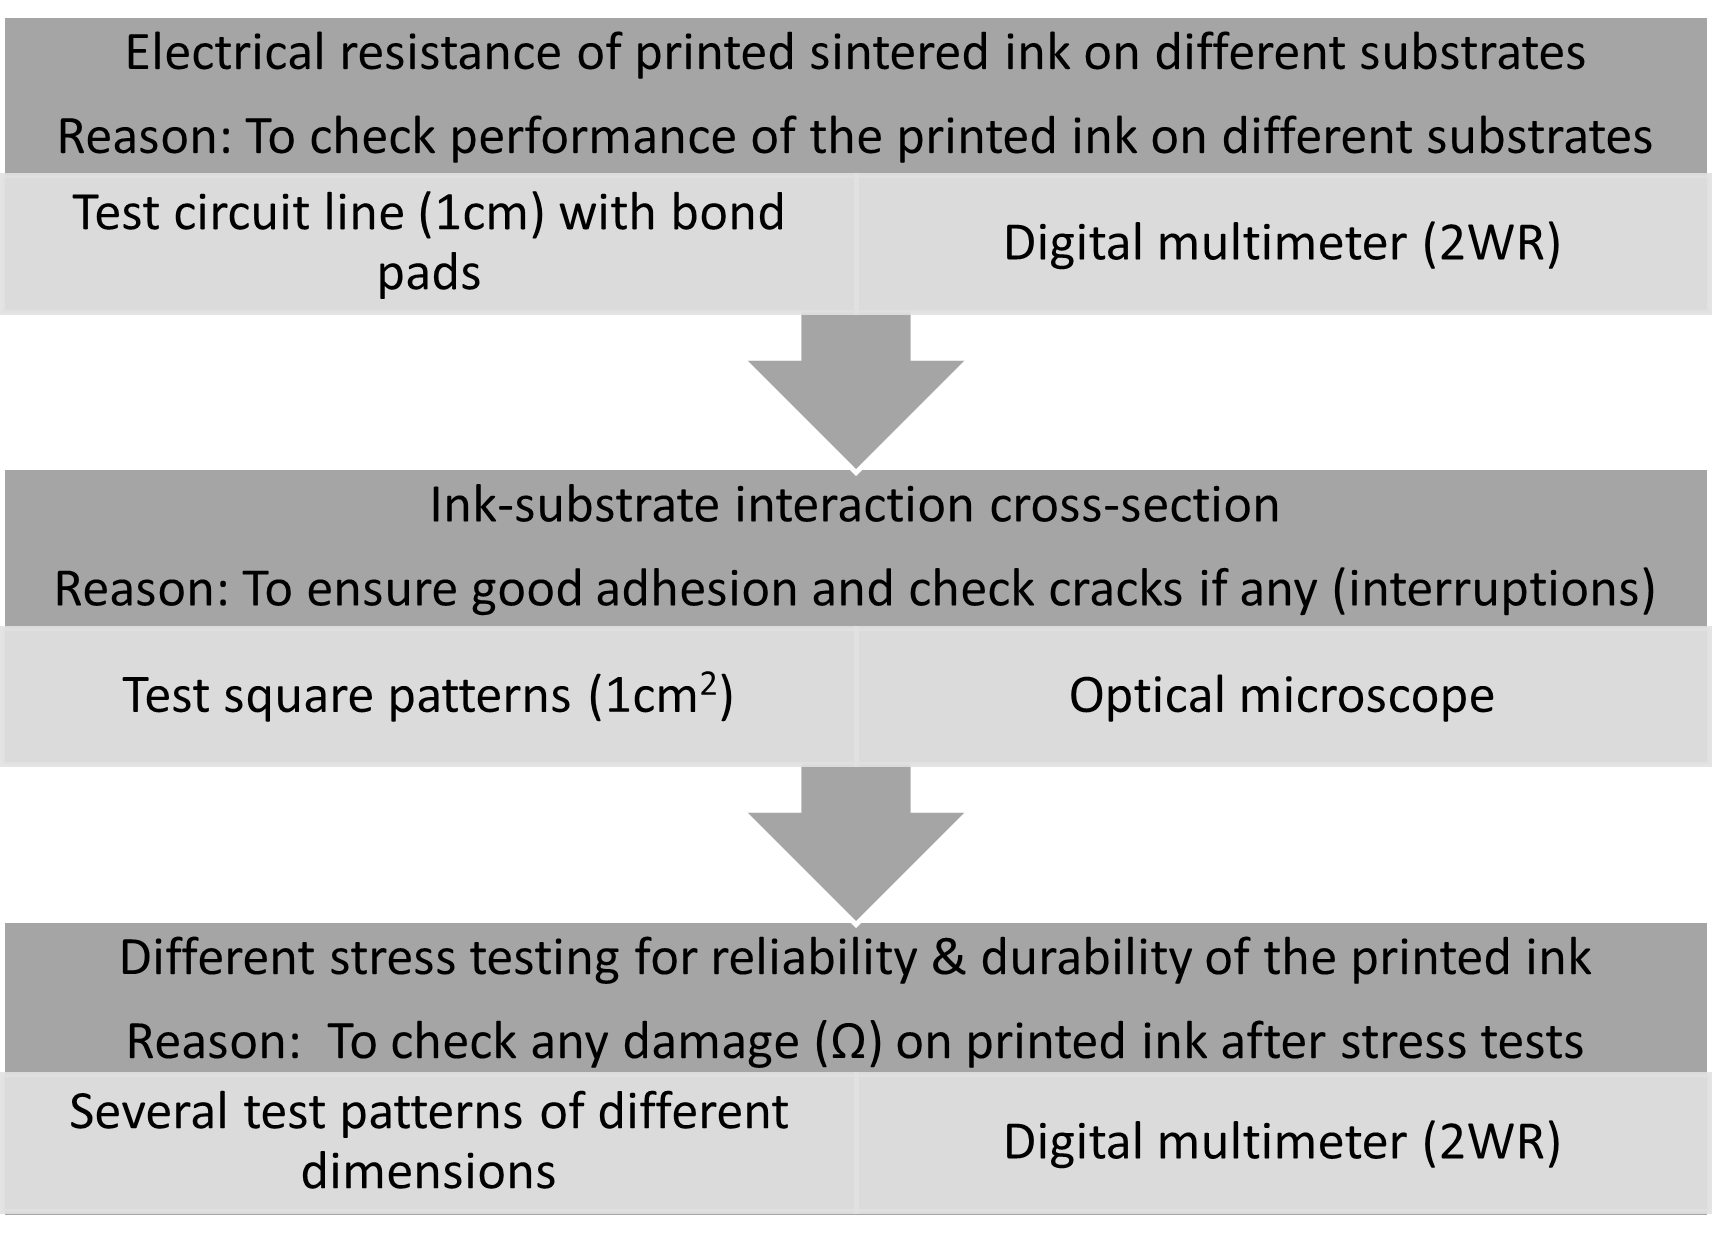 Electrical resistance of printed sintered ink on different substrates
Reason: To check performance of the printed ink on different substrates
Test circuit line (1cm) with bond
pads
Digital multimeter (2WR)
Ink-substrate interaction cross-section
Reason: To ensure good adhesion and check cracks if any (interruptions)
Test square patterns (1cm²)
Optical microscope
Different stress testing for reliability & durability of the printed ink
Reason:  To check any damage (Ω) on printed ink after stress tests
Several test patterns of different
dimensions
Digital multimeter (2WR)